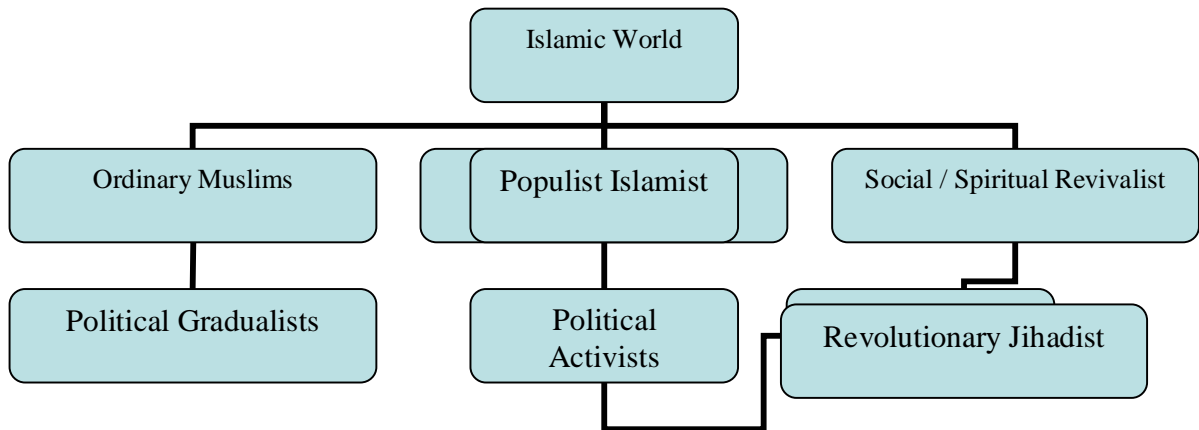 Islamic World
Ordinary Muslims
Populist Islamist
Social / Spiritual Revivalist
Political Gradualists
Political
Activists
Revolutionary Jihadist